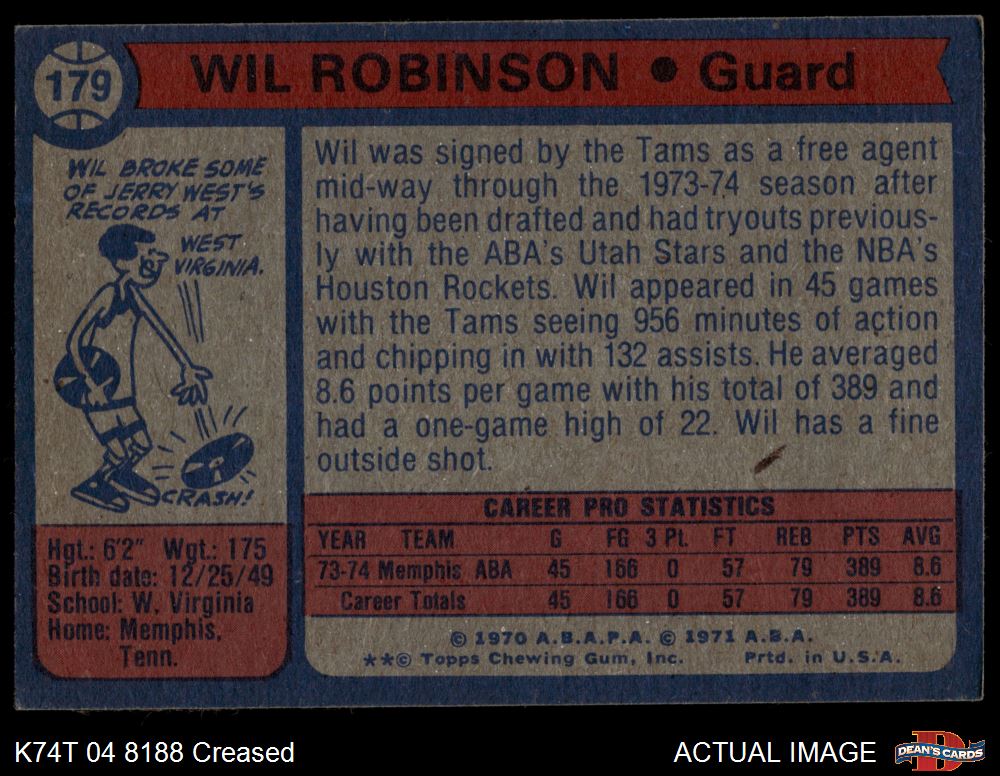 179
WIL ROBINSON ● Guard
WIL BROKE SOME
OF JERRY WEST'S
RECORDS AT
WEST
VIRGINIA.
CRASH!
Hgt.: 6'2" Wgt.: 175
Birth date: 12/25/49
School: W. Virginia
Home: Memphis,
Tenn.
Wil was signed by the Tams as a free agent
mid-way through the 1973-74 season after
having been drafted and had tryouts previous-
ly with the ABA's Utah Stars and the NBA's
Houston Rockets. Wil appeared in 45 games
with the Tams seeing 956 minutes of action
and chipping in with 132 assists. He averaged
8.6 points per game with his total of 389 and
had a one-game high of 22. Wil has a fine
outside shot.
CAREER PRO STATISTICS
YEAR TEAM G FG 3 Pt. FT REB PTS AVG
73-74 Memphis ABA 45 166 0 57 79 389 8.6
Career Totals 45 166 0 57 79 389 8.6
© 1970 A.B.A.P.A. © 1971 A.B.A.
**© Topps Chewing Gum, Inc. Prtd. in U.S.A.
K74T 04 8188 Creased
ACTUAL IMAGE
DEAN'S CARDS